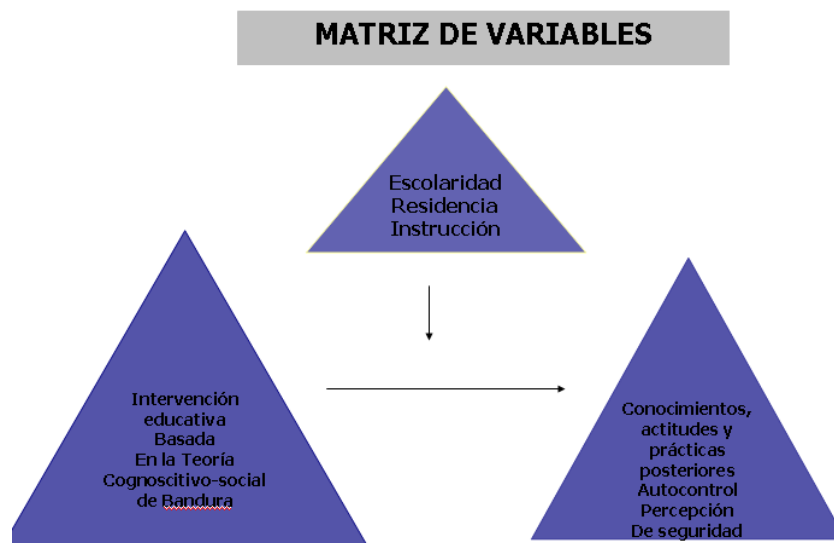 MATRIZ DE VARIABLES
Escolaridad
Residencia
Instrucción
Intervención
educativa
Basada
En la Teoría
Cognoscitivo-social
de Bandura
Conocimientos,
actitudes y
prácticas
posteriores
Autocontrol
Percepción
De seguridad